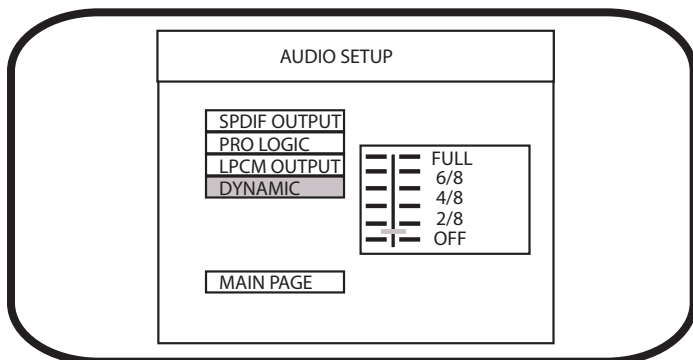 AUDIO SETUP
SPDIF OUTPUT
PRO LOGIC
LPCM OUTPUT
DYNAMIC
FULL
6/8
4/8
2/8
OFF
MAIN PAGE